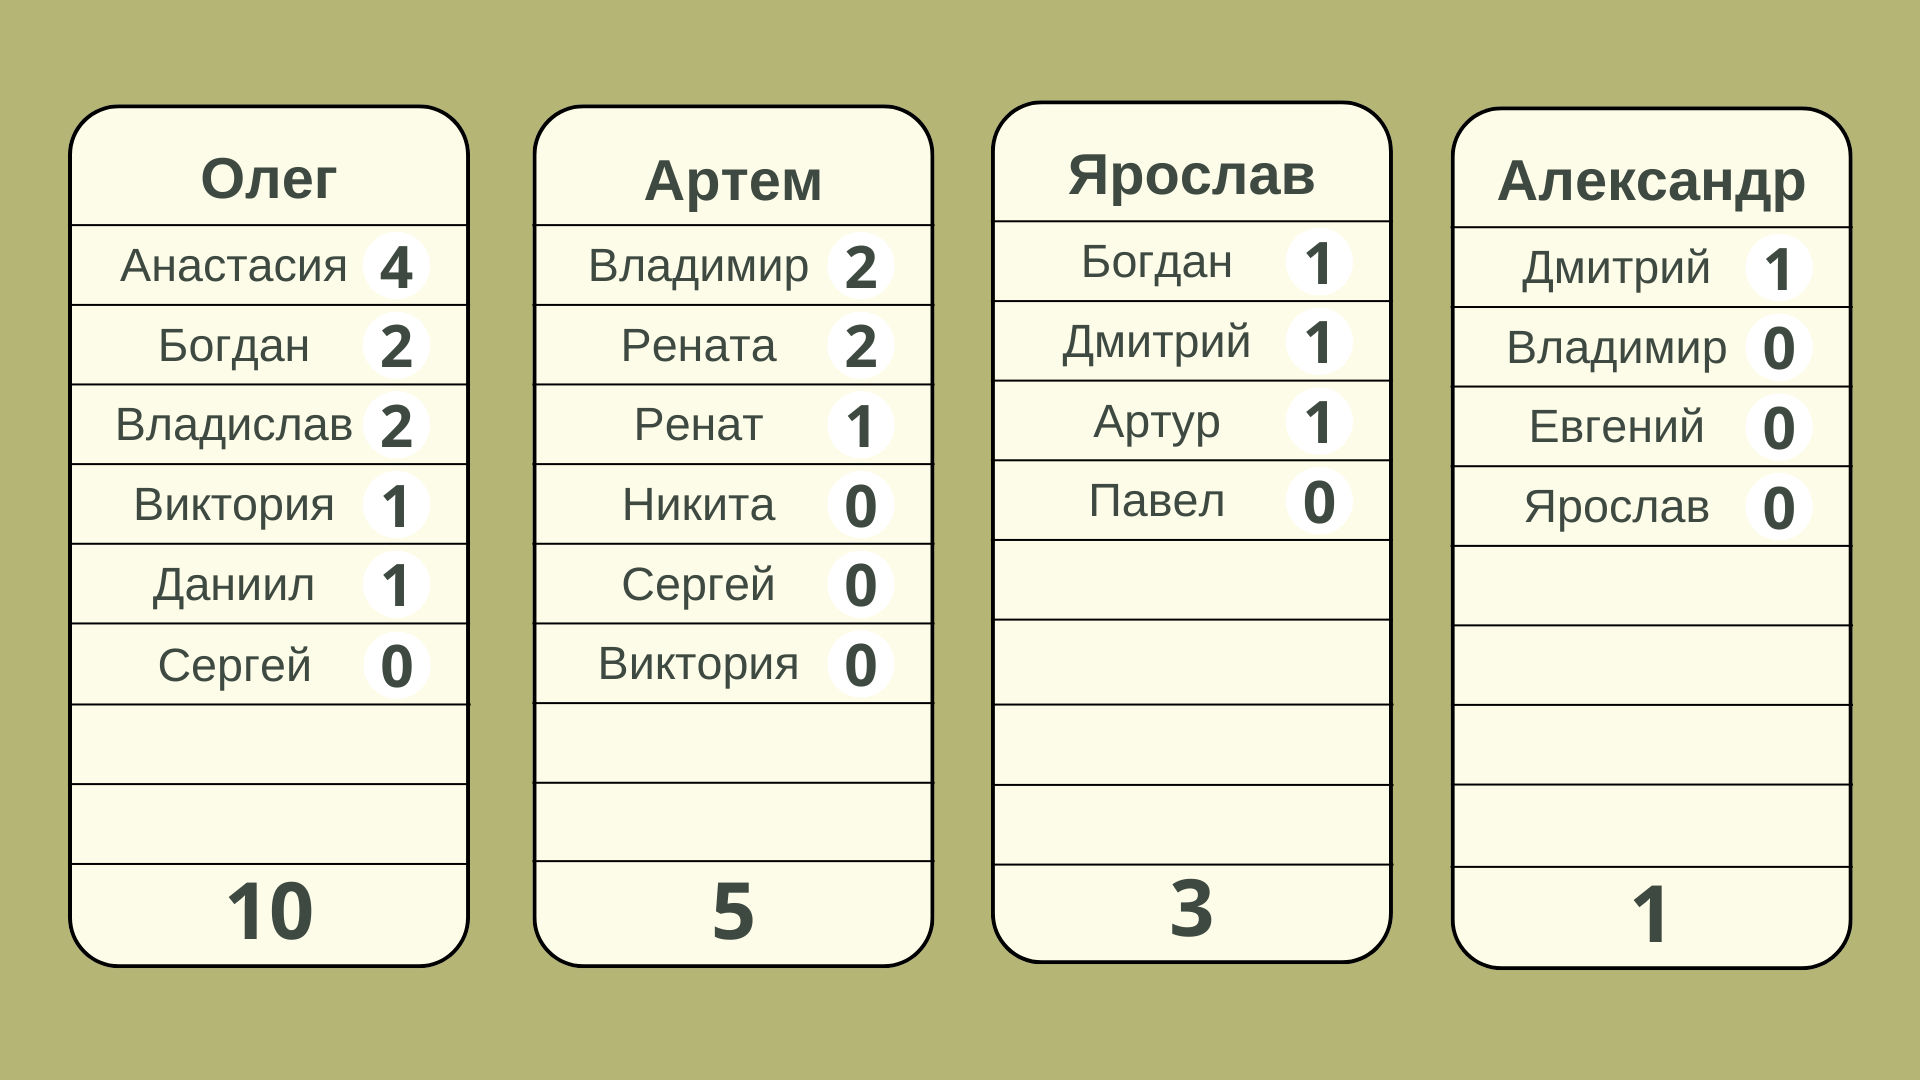 Олег
Анастасия 4
Богдан 2
Владислав 2
Виктория 1
Даниил 1
Сергей 0
10
Артем
Владимир 2
Рената 2
Ренат 1
Никита 0
Сергей 0
Виктория 0
5
Ярослав
Богдан 1
Дмитрий 1
Артур 1
Павел 0
3
Александр
Дмитрий 1
Владимир 0
Евгений 0
Ярослав 0
1